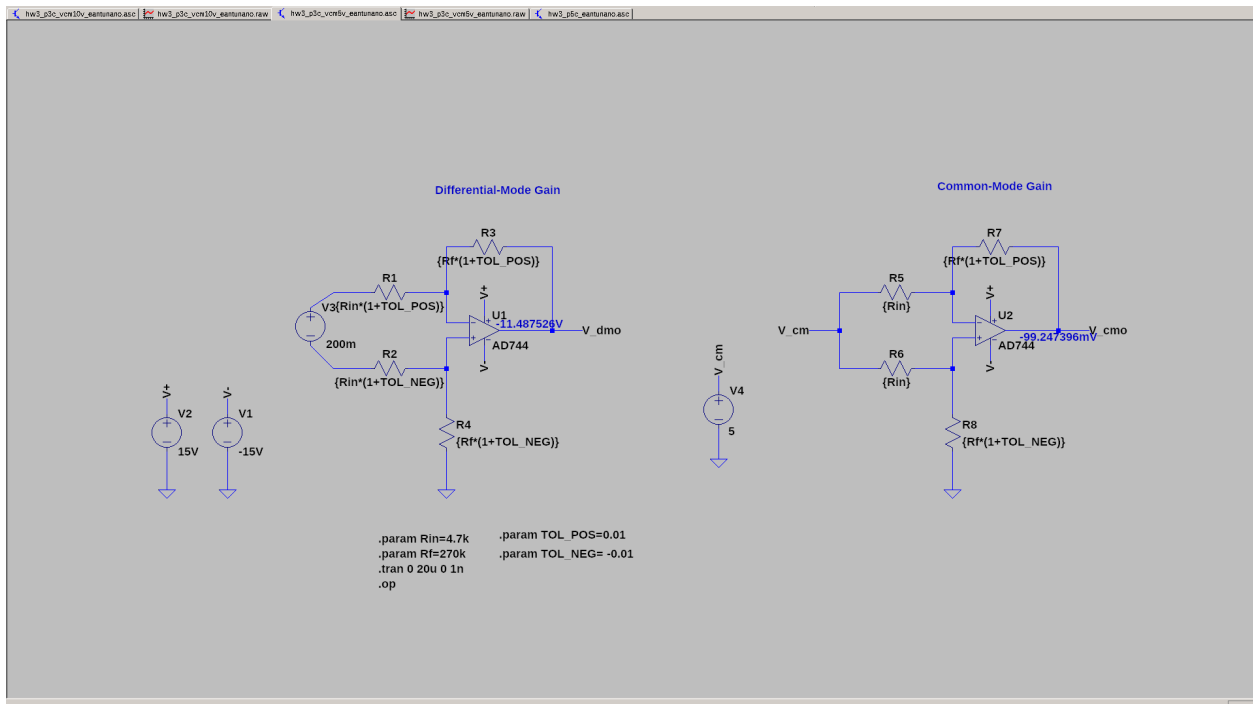 hw3_p3c_vcm10v_eantunano.asc
hw3_p3c_vcm10v_eantunano.raw
hw3_p3c_vcm5v_eantunano.asc
hw3_p3c_vcm5v_eantunano.raw
hw3_p5c_eantunano.asc
Differential-Mode Gain
Common-Mode Gain
R3
{Rf*(1+TOL_POS)}
R1
{Rin*(1+TOL_POS)}
V3
200m
V+
U1
-11.487526V
V_dmo
AD744
V-
R2
{Rin*(1+TOL_NEG)}
R4
{Rf*(1+TOL_NEG)}
V+
V2
15V
V-
V1
-15V
V_cm
V4
5
R7
{Rf*(1+TOL_POS)}
R5
{Rin}
V_cm
V+
U2
V_cmo
-99.247396mV
AD744
V-
R6
{Rin}
R8
{Rf*(1+TOL_NEG)}
.param Rin=4.7k
.param Rf=270k
.tran 0 20u 0 1n
.op
.param TOL_POS=0.01
.param TOL_NEG= -0.01